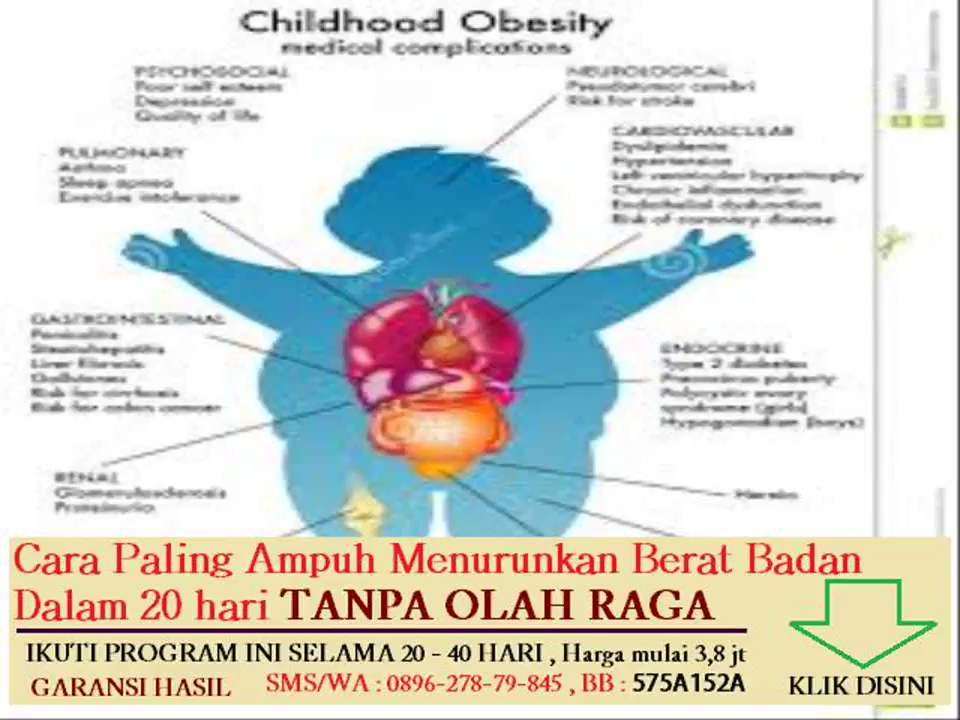 Childhood Obesity
medical complications
PSYCHOSOCIAL
Poor self esteem
Depression
Quality of life
NEUROLOGICAL
Pseudotumor cerebri
Risk for stroke
PULMONARY
Asthma
Sleep apnea
Exercise intolerance
CARDIOVASCULAR
Dyslipidemia
Hypertension
Left ventricular hypertrophy
Chronic inflammation
Endothelial dysfunction
Risk of coronary disease
GASTROINTESTINAL
Steatohepatitis
Liver fibrosis
Gallstones
Risk for cirrhosis
Risk for colon cancer
ENDOCRINE
Type 2 diabetes
Precocious puberty
Polycystic ovary
syndrome (girls)
Hypogonadism (boys)
RENAL
Glomerulosclerosis
Proteinuria
Hernia
Cara Paling Ampuh Menurunkan Berat Badan
Dalam 20 hari TANPA OLAH RAGA
IKUTI PROGRAM INI SELAMA 20 - 40 HARI , Harga mulai 3,8 jt
GARANSI HASIL SMS/WA : 0896-278-79-845 , BB : 575A152A
KLIK DISINI